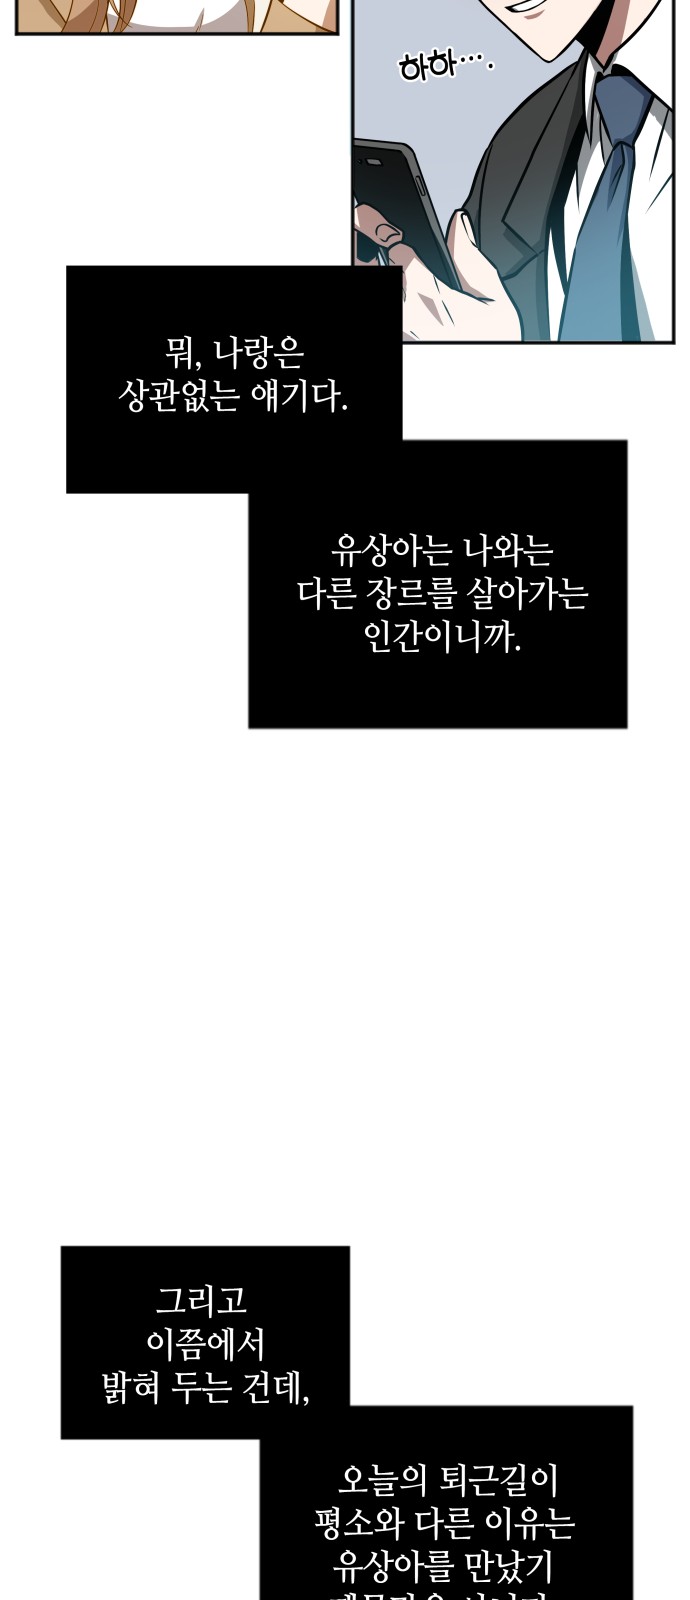 하하….
뭐, 나랑은
상관없는 얘기다.
유상아는 나와는
다른 장르를 살아가는
인간이니까.
그리고
이쯤에서
밝혀 두는 건데,
오늘의 퇴근길이
평소와 다른 이유는
유상아를 만났기